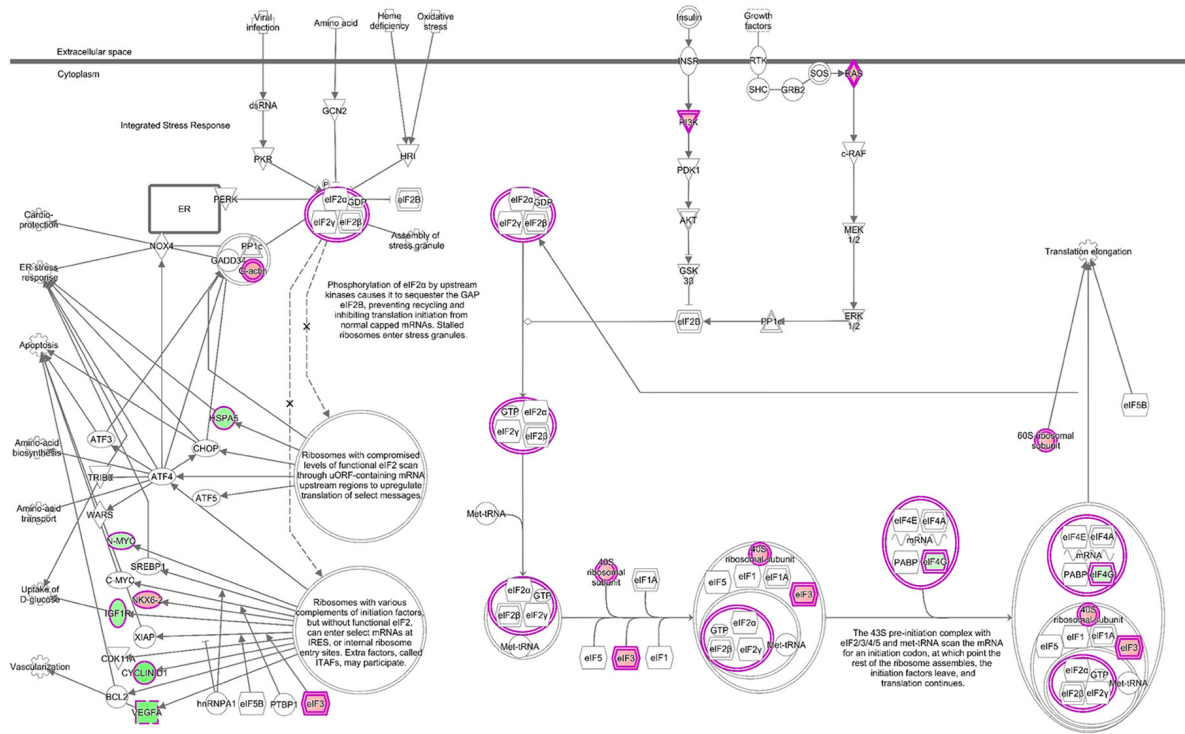 Viral
infection
Amino acid
Heme
deficiency
Oxidative
stress
Insulin
Growth
factors
Extracellular space
Cytoplasm
INSR
RTK
SHC
GRB2
SOS
RAS
dsRNA
GCN2
Integrated Stress Response
PKR
HRI
PI3K
c-RAF
PDK1
PERK
ER
P
eIF2α
GDP
eIF2γ
eIF2β
eIF2B
eIF2α
GDP
eIF2γ
eIF2β
AKT
MEK
1/2
Cardio-
protection
NOX4
PP1c
GADD34
G-actin
Assembly of
stress granule
Translation elongation
ER stress
response
GSK
3β
Phosphorylation of eIF2α by upstream
kinases causes it to sequester the GAP
eIF2B, preventing recycling and
inhibiting translation initiation from
normal capped mRNAs. Stalled
ribosomes enter stress granules.
eIF2B
PP1c
ERK
1/2
Apoptosis
HSPA5
GTP
eIF2α
eIF2γ
eIF2β
eIF5B
60S ribosomal
subunit
Amino-acid
biosynthesis
ATF3
CHOP
Ribosomes with compromised
levels of functional eIF2 scan
through uORF-containing mRNA
upstream regions to upregulate
translation of select messages.
TRIB3
ATF4
ATF5
Amino-acid
transport
WARS
Met-tRNA
eIF4E
eIF4A
mRNA
PABP
eIF4G
eIF4E
eIF4A
mRNA
PABP
eIF4G
N-MYC
SREBP1
C-MYC
Uptake of
D-glucose
NKX6-2
IGF1R
XIAP
CDK11A
CYCLIN D1
Vascularization
BCL2
VEGFA
Ribosomes with various
complements of initiation factors,
but without functional eIF2,
can enter select mRNAs at
IRES, or internal ribosome
entry sites. Extra factors, called
ITAFs, may participate.
hnRNPA1
eIF5B
PTBP1
eIF3
eIF2α
GTP
eIF2β
eIF2γ
Met-tRNA
40S
ribosomal
subunit
eIF1A
eIF5
eIF3
eIF1
40S
ribosomal subunit
eIF5
eIF1
eIF1A
eIF3
GTP
eIF2α
eIF2β
eIF2γ
Met-tRNA
The 43S pre-initiation complex with
eIF2/3/4/5 and met-tRNA scan the mRNA
for an initiation codon, at which point the
rest of the ribosome assembles, the
initiation factors leave, and
translation continues.
40S
ribosomal subunit
eIF1
eIF1A
eIF5
eIF3
eIF2α
GTP
eIF2β
eIF2γ
Met-tRNA